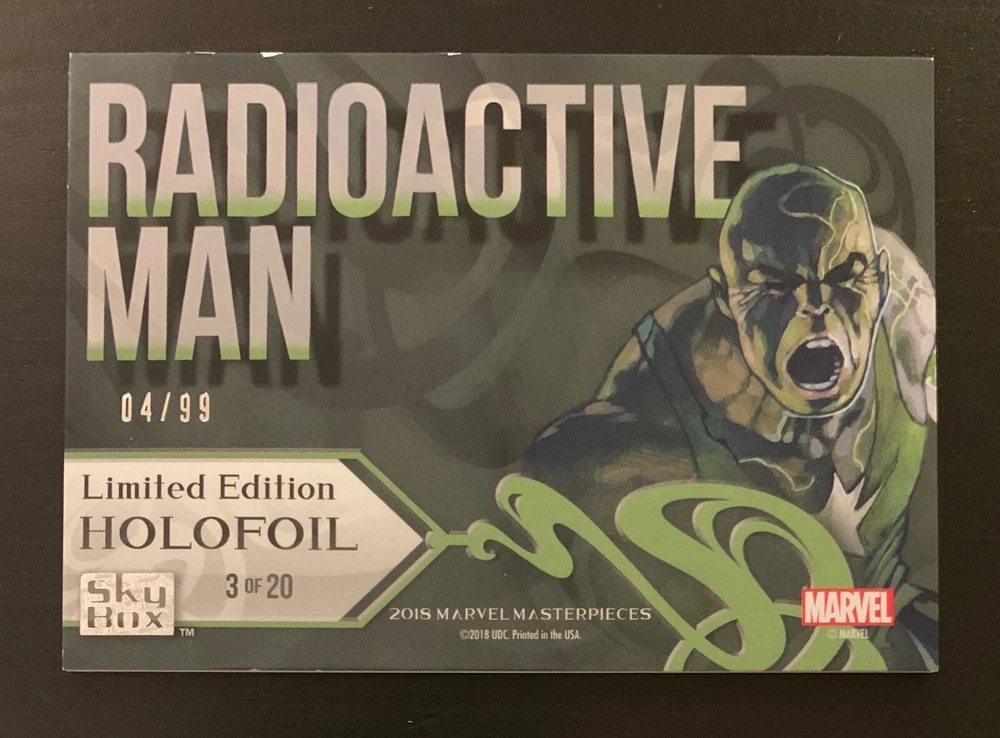 RADIOACTIVE
MAN
04/99
Limited Edition
HOLOFOIL
3 OF 20
Sky
Box
TM
2018 MARVEL MASTERPIECES
©2018 UDC. Printed in the USA.
MARVEL
© MARVEL